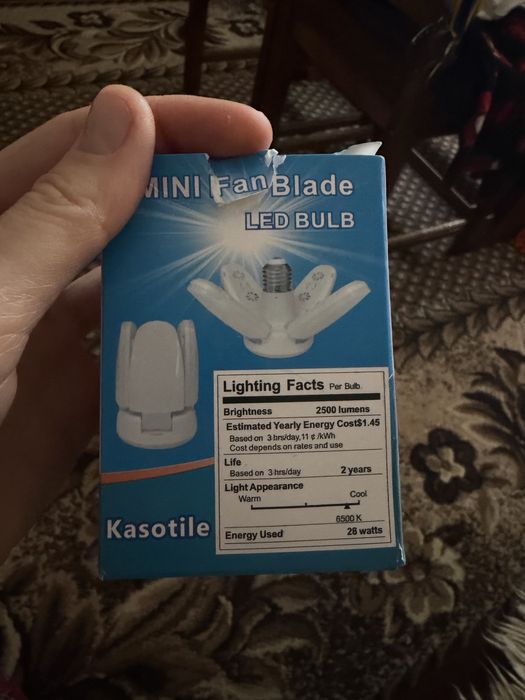 MINI Fan Blade
LED BULB
Lighting Facts Per Bulb
Brightness 2500 lumens
Estimated Yearly Energy Cost$1.45
Based on 3 hrs/day, 11 ¢/kWh
Cost depends on rates and use
Life
Based on 3 hrs/day 2 years
Light Appearance
Warm Cool
6500 K
Energy Used 28 watts
Kasotile